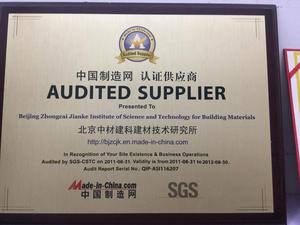 中国制造网 认证供应商
AUDITED SUPPLIER
Presented To
Beijing Zhongcai Jianke Institute of Science and Technology for Building Materials
北京中材建科建材技术研究所
http://bjzcjk.en.made-in-china.com
In Recognition of Your Site Existence & Business Operations
Audited by SGS-CSTC on 2011-08-31. Valid is from 2011-08-31 to 2012-08-30.
Audit Report Serial No.: QIP-ASI116207
Made-in-China.com
中国制造网
SGS